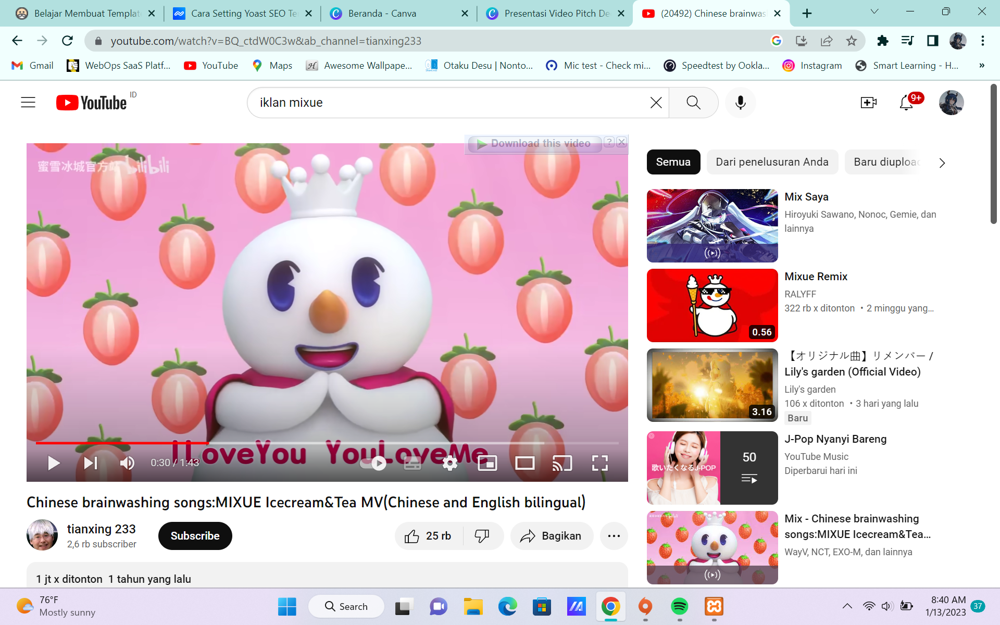 Belajar Membuat Templat
Cara Setting Yoast SEO Te
Beranda - Canva
Presentasi Video Pitch De
(20492) Chinese brainwas
youtube.com/watch?v=BQ_ctdW0C3w&ab_channel=tianxing233
Gmail
WebOps SaaS Platf...
YouTube
Maps
Awesome Wallpape...
Otaku Desu | Nonto...
Mic test - Check mi...
Speedtest by Ookla...
Instagram
Smart Learning - H...
»
YouTube ID
iklan mixue
9+
Download this video ?
蜜雪冰城官方站 bilibili
ILoveYou YouLoveMe
0:30 / 1:43
Chinese brainwashing songs:MIXUE Icecream&Tea MV(Chinese and English bilingual)
tianxing 233
2,6 rb subscriber
Subscribe
25 rb
Bagikan
1 jt x ditonton 1 tahun yang lalu
Semua
Dari penelusuran Anda
Baru diuploa
Mix Saya
Hiroyuki Sawano, Nonoc, Gemie, dan
lainnya
Mixue Remix
RALYFF
322 rb x ditonton • 2 minggu yang...
0.56
【オリジナル曲】リメンバー /
Lily's garden (Official Video)
Lily's garden
106 x ditonton • 3 hari yang lalu
Baru
3.16
J-Pop Nyanyi Bareng
YouTube Music
Diperbarui hari ini
歌いたくなるJ-POP
50
Mix - Chinese brainwashing
songs:MIXUE Icecream&Tea...
WayV, NCT, EXO-M, dan lainnya
76°F
Mostly sunny
Search
8:40 AM
1/13/2023
37